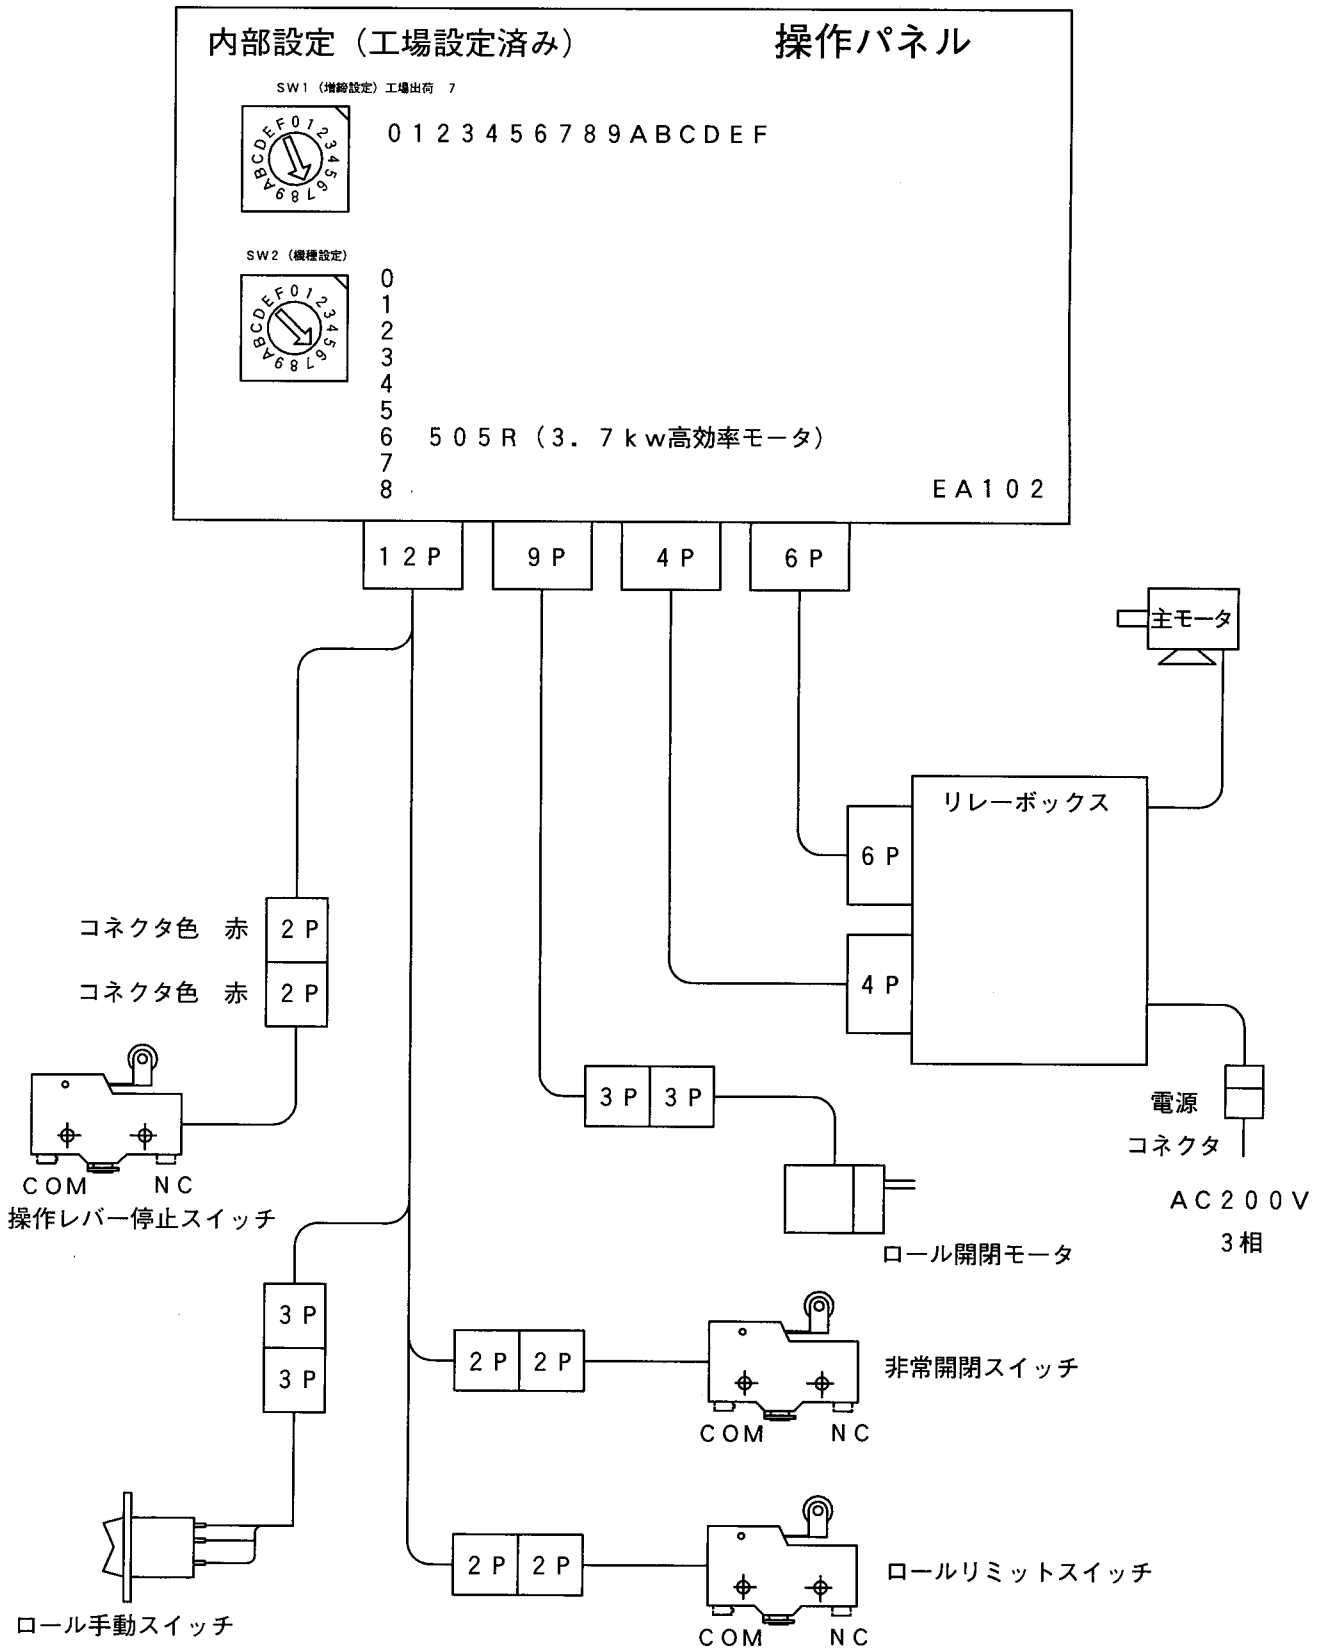 内部設定（工場設定済み）
操作パネル
SW1（増締設定）工場出荷　7
0123456789ABCDEF
0123456789ABCDEF
SW2（機種設定）
0123456789ABCDEF
0
1
2
3
4
5
6　505R（3．7kw高効率モータ）
7
8
EA102
12P
9P
4P
6P
主モータ
リレーボックス
6P
4P
コネクタ色　赤
2P
コネクタ色　赤
2P
3P 3P
電源
コネクタ
AC200V
3相
COM NC
操作レバー停止スイッチ
ロール開閉モータ
3P
3P
2P 2P
非常開閉スイッチ
COM NC
2P 2P
ロールリミットスイッチ
COM NC
ロール手動スイッチ